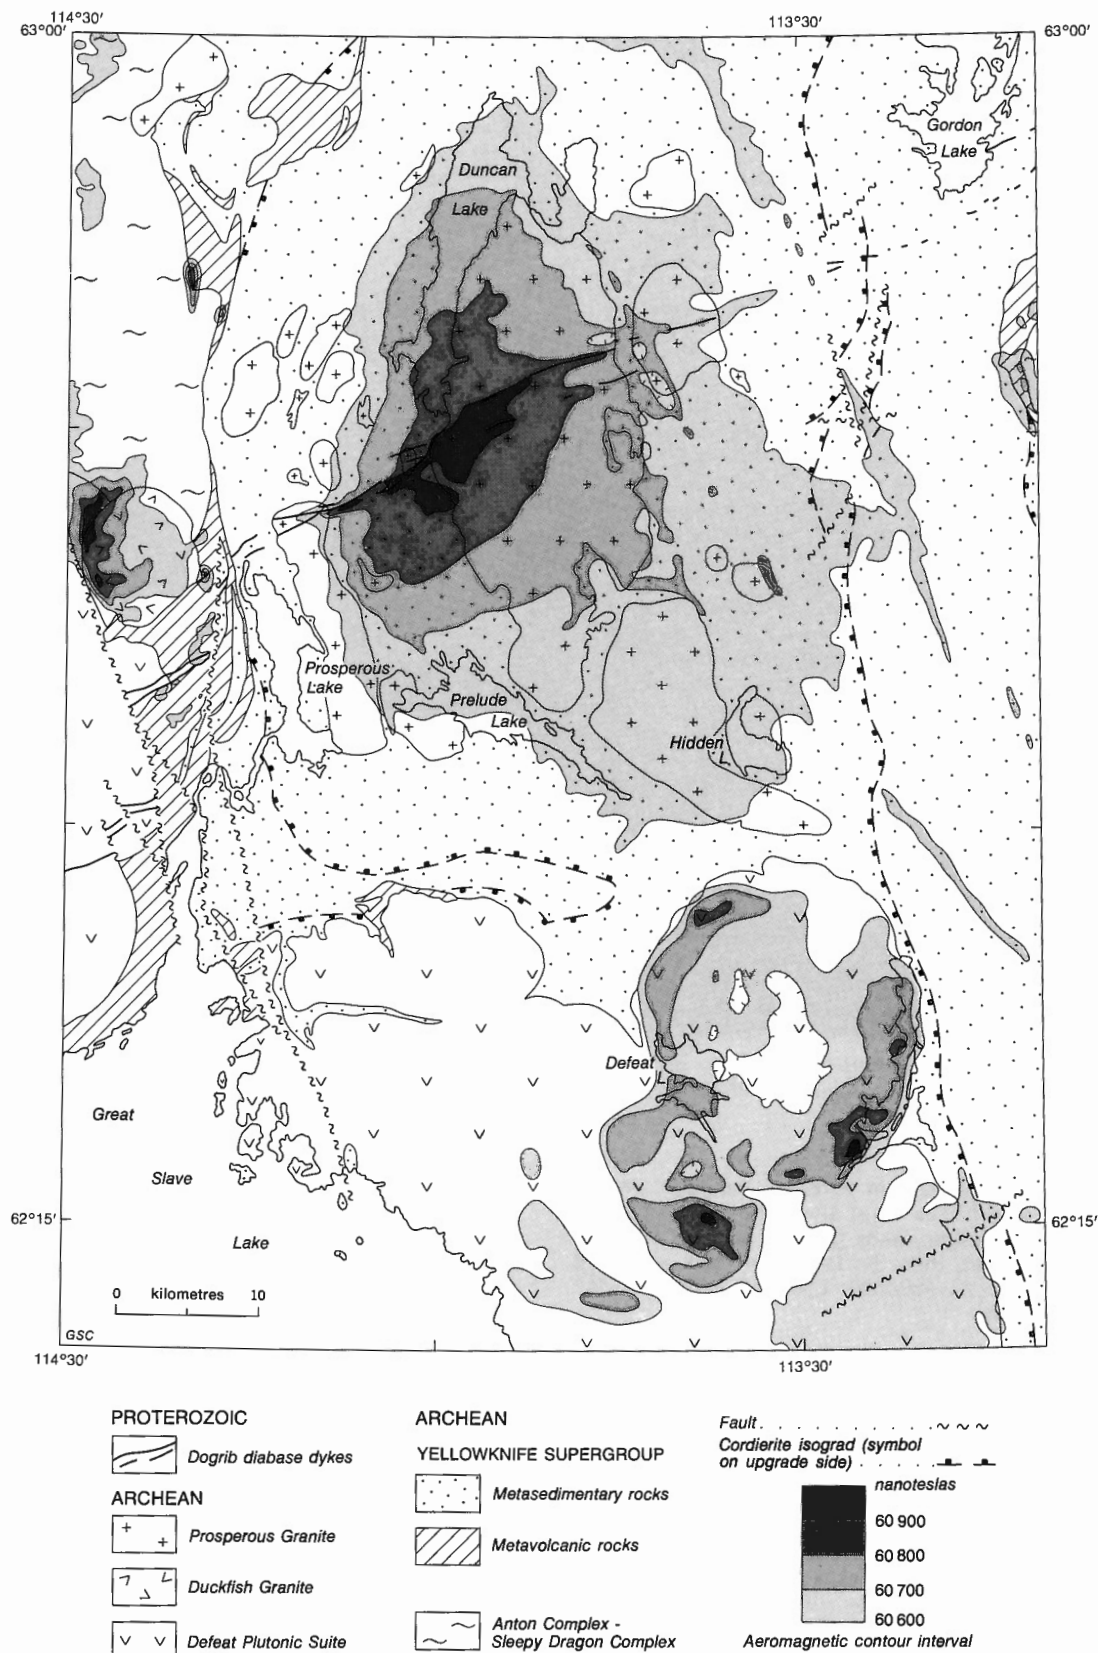 114°30′
113°30′
63°00′
63°00′
Gordon
Lake
Duncan
Lake
Prosperous
Lake
Prelude
Lake
Hidden
L.
Defeat
L.
Great
Slave
Lake
62°15′
62°15′
0 kilometres 10
GSC
114°30′
113°30′
PROTEROZOIC
Dogrib diabase dykes
ARCHEAN
Prosperous Granite
Duckfish Granite
Defeat Plutonic Suite
ARCHEAN
YELLOWKNIFE SUPERGROUP
Metasedimentary rocks
Metavolcanic rocks
Anton Complex -
Sleepy Dragon Complex
Fault
Cordierite isograd (symbol
on upgrade side)
nanoteslas
60 900
60 800
60 700
60 600
Aeromagnetic contour interval